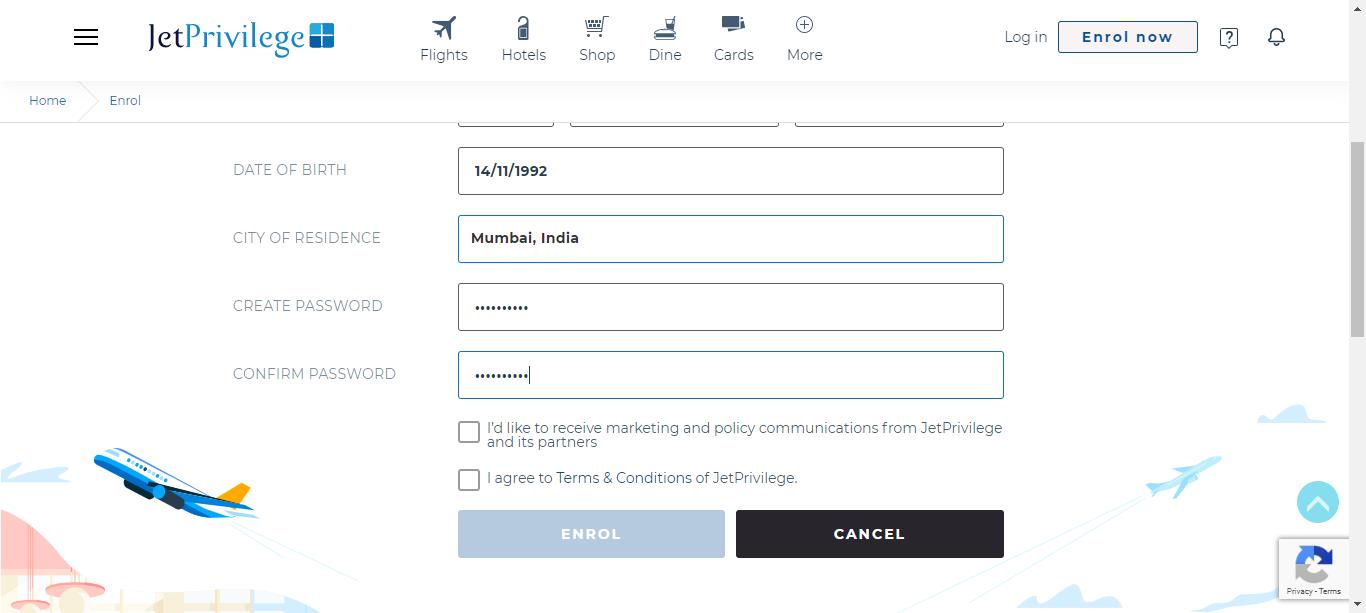 JetPrivilege
Flights Hotels Shop Dine Cards More
Log in Enrol now
Home Enrol
DATE OF BIRTH 14/11/1992
CITY OF RESIDENCE Mumbai, India
CREATE PASSWORD ••••••••••
CONFIRM PASSWORD ••••••••••
I'd like to receive marketing and policy communications from JetPrivilege
and its partners
I agree to Terms & Conditions of JetPrivilege.
ENROL CANCEL
Privacy - Terms